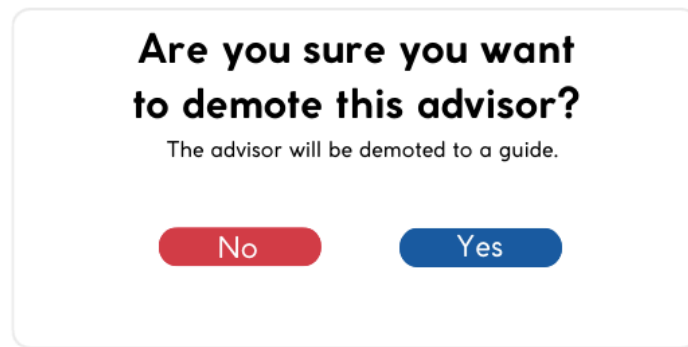 Are you sure you want
to demote this advisor?
The advisor will be demoted to a guide.
No Yes